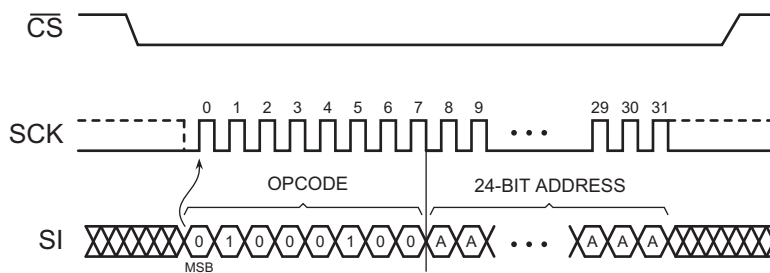 CS
0 1 2 3 4 5 6 7 8 9 29 30 31
SCK
OPCODE 24-BIT ADDRESS
SI 0 1 0 0 0 1 0 0 A A A A A
MSB